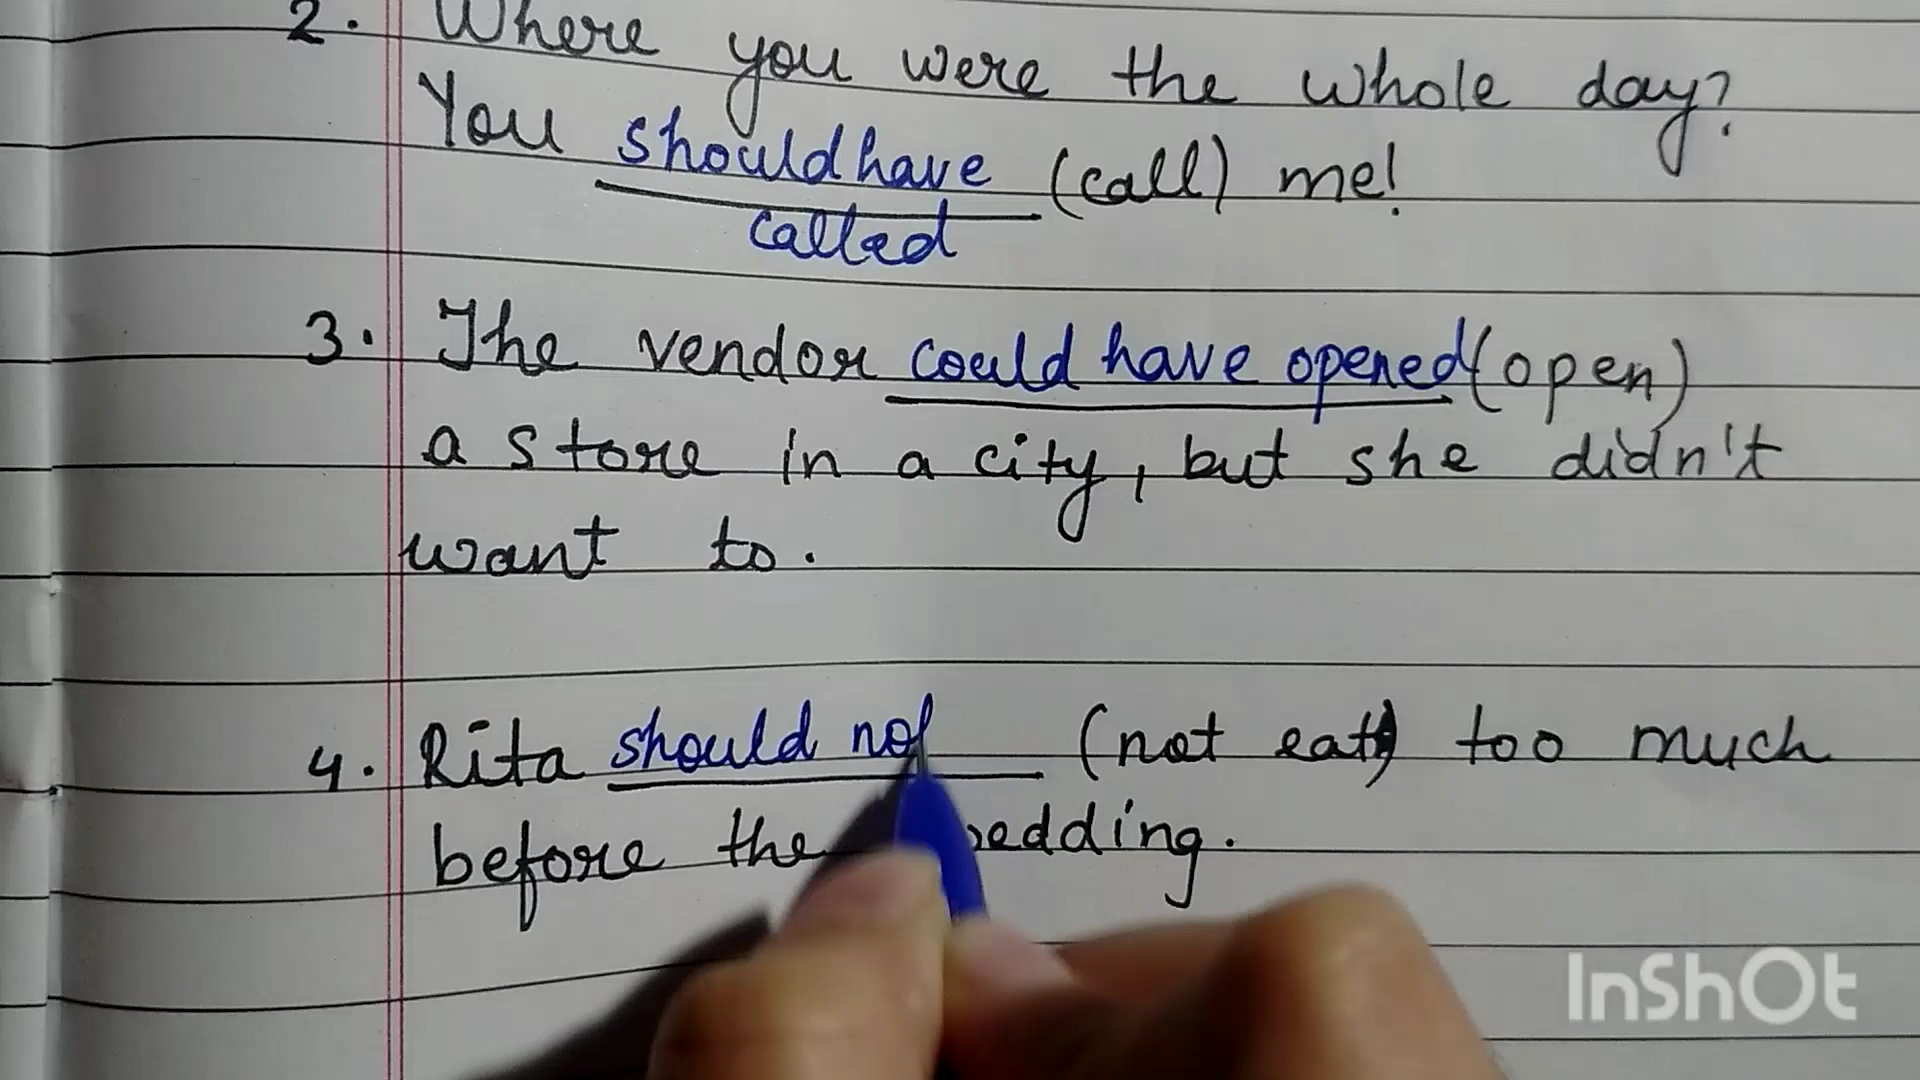 2. Where you were the whole day?
You should have (call) me!
called
3. The vendor could have opened (open)
a store in a city, but she didn't
want to.
4. Rita should not (not eat) too much
before the
InShOt